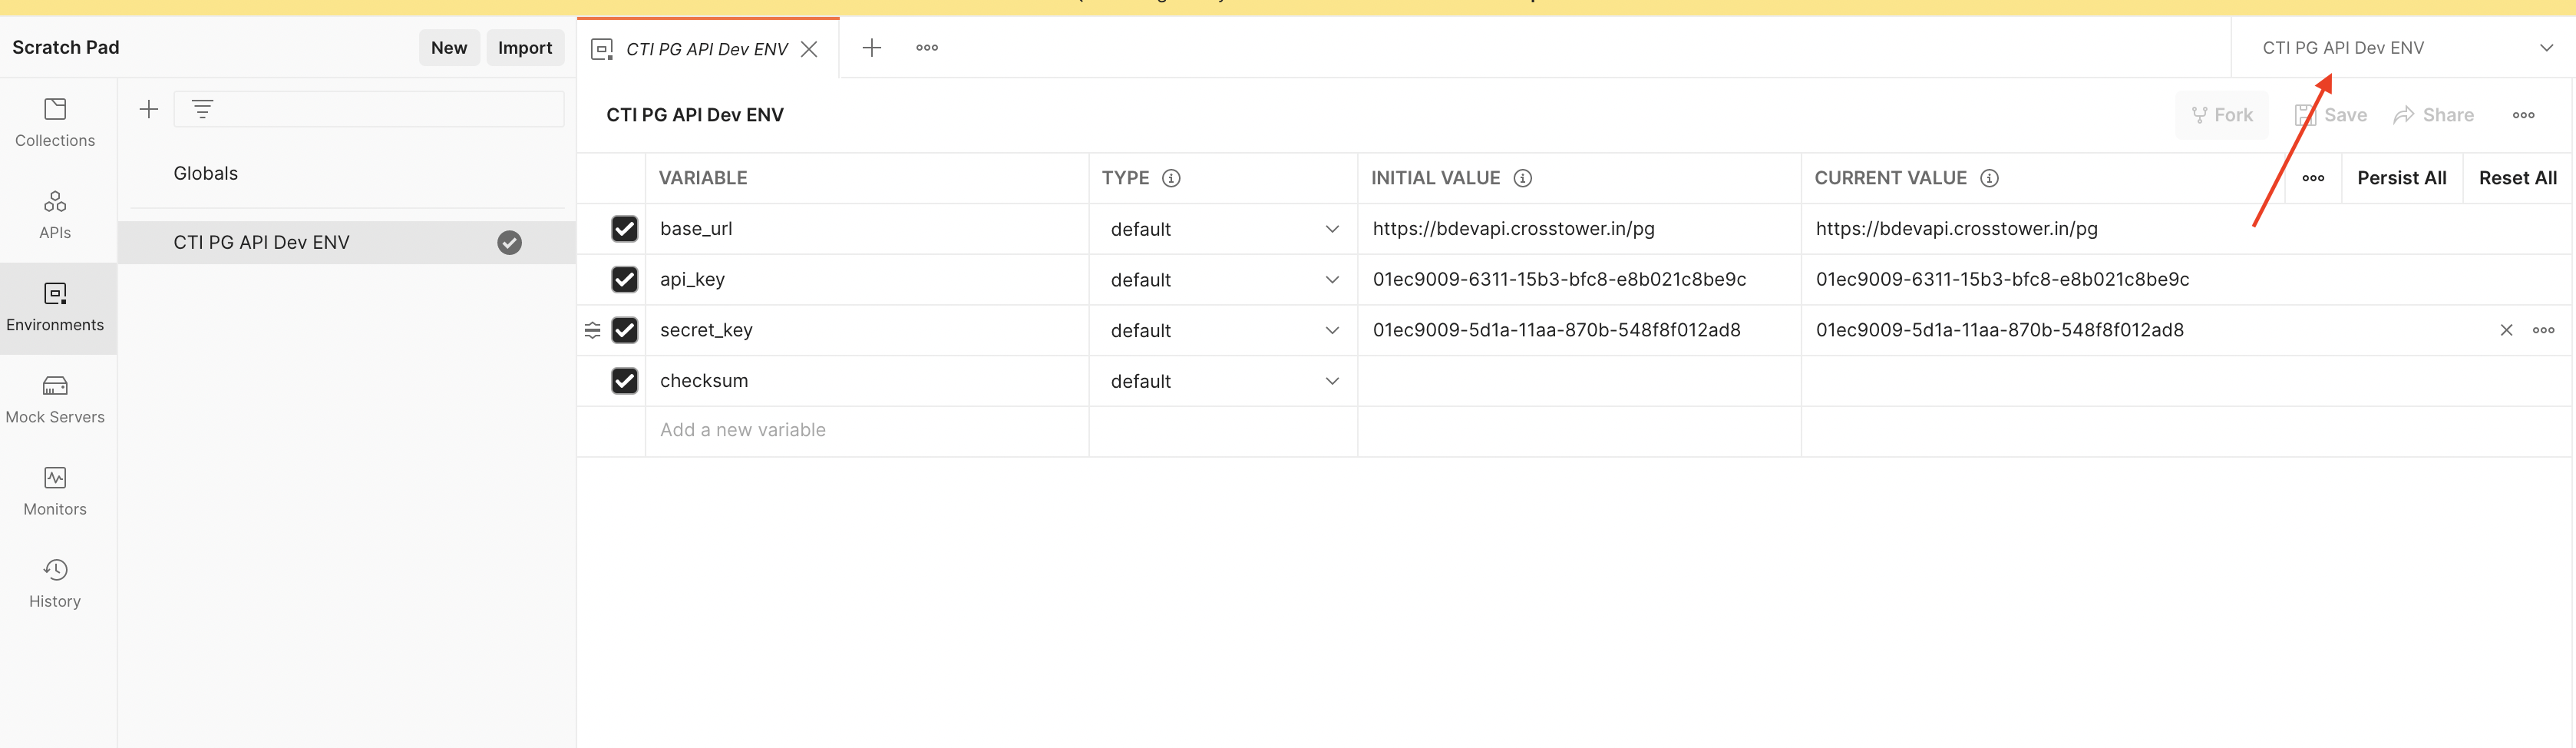 Scratch Pad
New
Import
CTI PG API Dev ENV
CTI PG API Dev ENV
Collections
APIs
Environments
Mock Servers
Monitors
History
Globals
CTI PG API Dev ENV
CTI PG API Dev ENV
Fork
Save
Share
VARIABLE TYPE INITIAL VALUE CURRENT VALUE Persist All Reset All
base_url default https://bdevapi.crosstower.in/pg https://bdevapi.crosstower.in/pg
api_key default 01ec9009-6311-15b3-bfc8-e8b021c8be9c 01ec9009-6311-15b3-bfc8-e8b021c8be9c
secret_key default 01ec9009-5d1a-11aa-870b-548f8f012ad8 01ec9009-5d1a-11aa-870b-548f8f012ad8
checksum default
Add a new variable